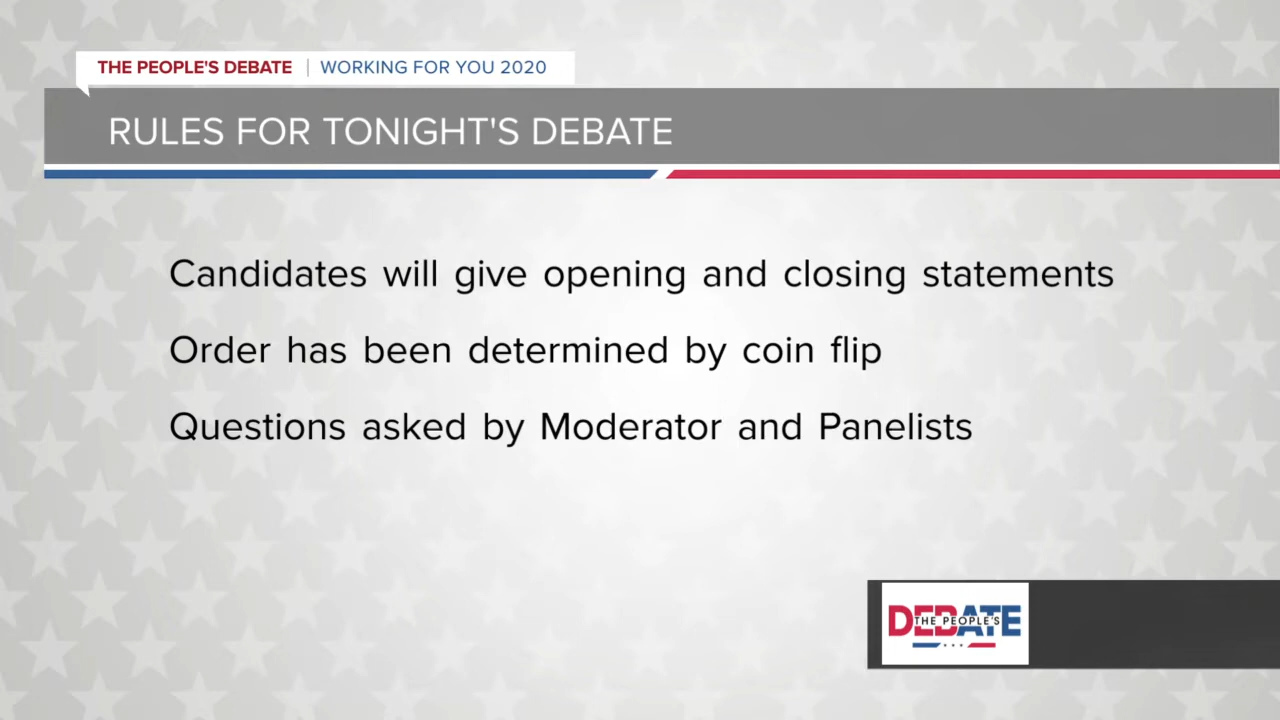 THE PEOPLE'S DEBATE | WORKING FOR YOU 2020
RULES FOR TONIGHT'S DEBATE
Candidates will give opening and closing statements
Order has been determined by coin flip
Questions asked by Moderator and Panelists
DEBATE
THE PEOPLE'S